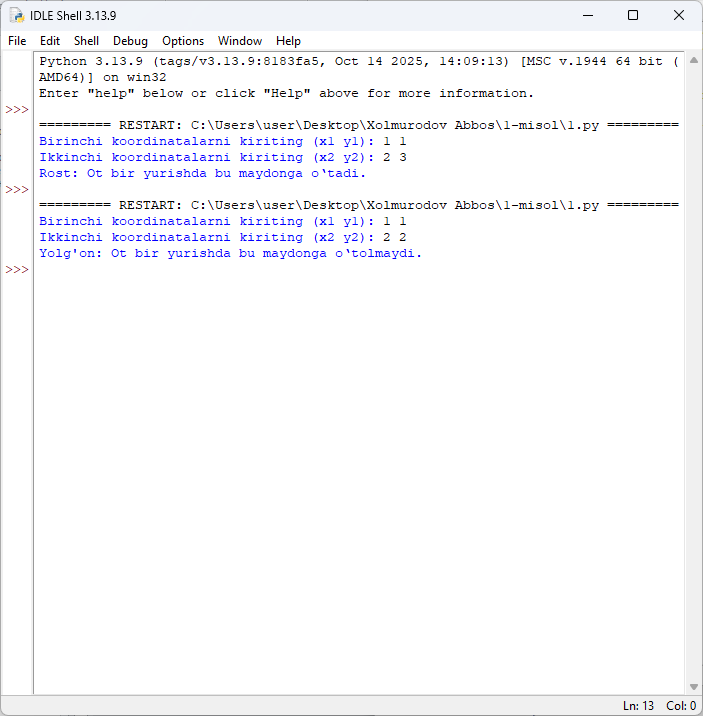 IDLE Shell 3.13.9
File Edit Shell Debug Options Window Help
Python 3.13.9 (tags/v3.13.9:8183fa5, Oct 14 2025, 14:09:13) [MSC v.1944 64 bit (
AMD64)] on win32
Enter "help" below or click "Help" above for more information.
>>>
========= RESTART: C:\Users\user\Desktop\Xolmurodov Abbos\1-misol\1.py =========
Birinchi koordinatalarni kiriting (x1 y1): 1 1
Ikkinchi koordinatalarni kiriting (x2 y2): 2 3
Rost: Ot bir yurishda bu maydonga o‘tadi.
>>>
========= RESTART: C:\Users\user\Desktop\Xolmurodov Abbos\1-misol\1.py =========
Birinchi koordinatalarni kiriting (x1 y1): 1 1
Ikkinchi koordinatalarni kiriting (x2 y2): 2 2
Yolg'on: Ot bir yurishda bu maydonga o‘tolmaydi.
>>>
Ln: 13 Col: 0